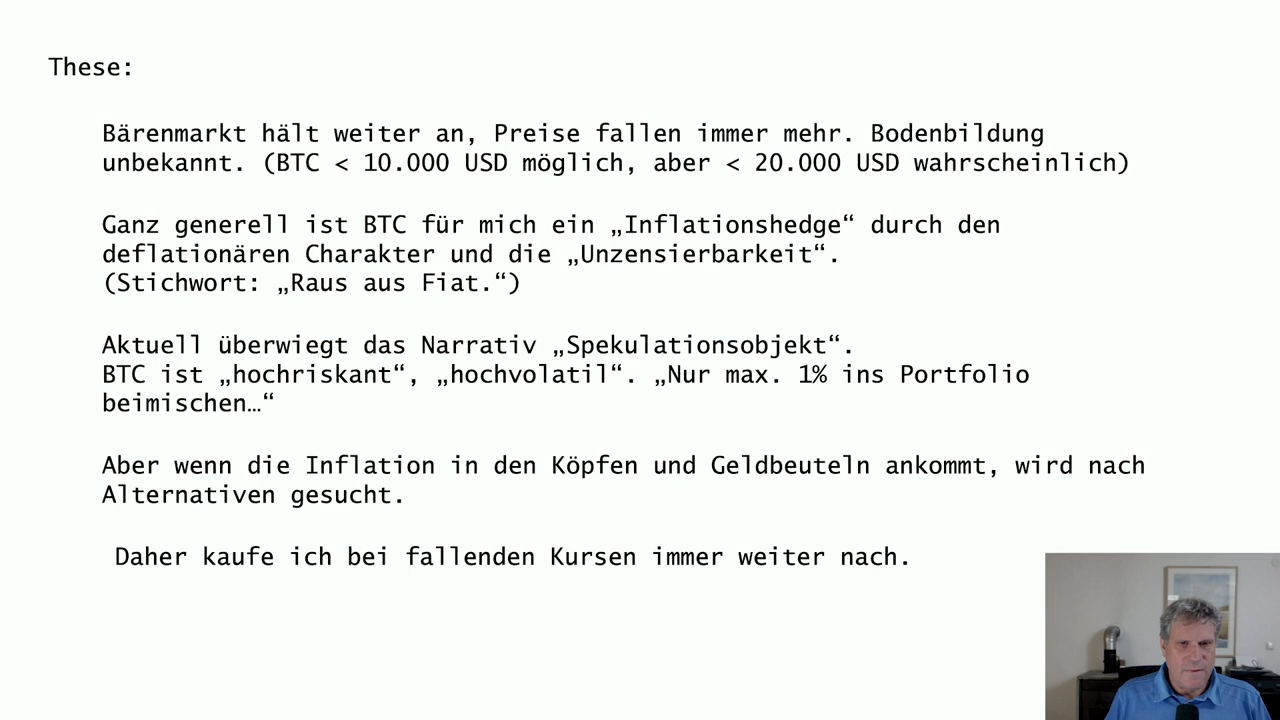 These:
Bärenmarkt hält weiter an, Preise fallen immer mehr. Bodenbildung
unbekannt. (BTC < 10.000 USD möglich, aber < 20.000 USD wahrscheinlich)
Ganz generell ist BTC für mich ein „Inflationshedge“ durch den
deflationären Charakter und die „Unzensierbarkeit“.
(Stichwort: „Raus aus Fiat.“)
Aktuell überwiegt das Narrativ „Spekulationsobjekt“.
BTC ist „hochriskant“, „hochvolatil“. „Nur max. 1% ins Portfolio
beimischen…“
Aber wenn die Inflation in den Köpfen und Geldbeuteln ankommt, wird nach
Alternativen gesucht.
Daher kaufe ich bei fallenden Kursen immer weiter nach.